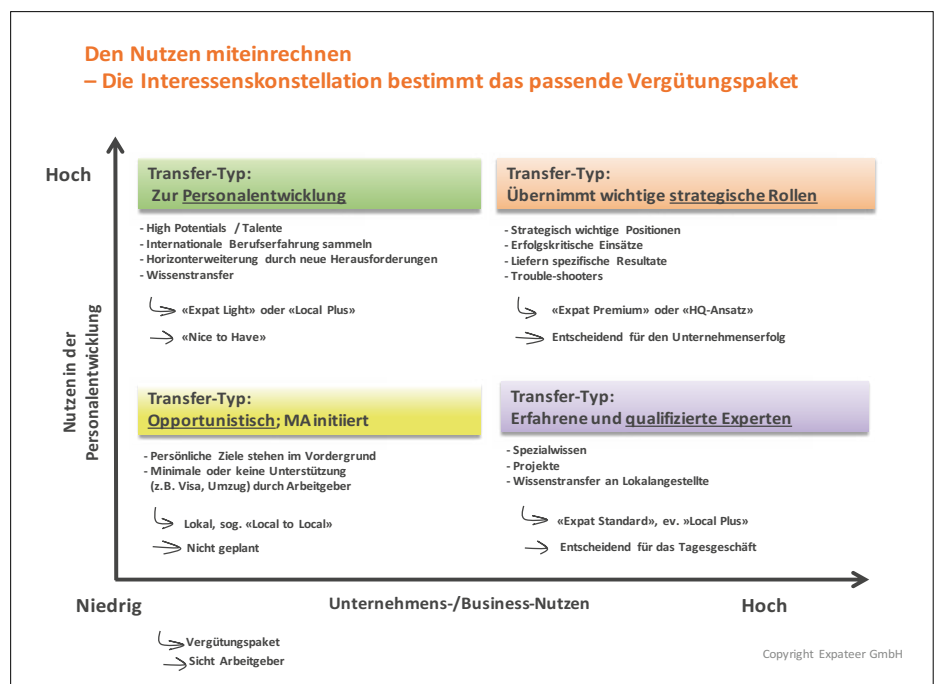 Den Nutzen miteinrechnen
– Die Interessenskonstellation bestimmt das passende Vergütungspaket
Hoch
Nutzen in der
Personalentwicklung
Transfer-Typ:
Zur Personalentwicklung
- High Potentials / Talente
- Internationale Berufserfahrung sammeln
- Horizonterweiterung durch neue Herausforderungen
- Wissenstransfer
«Expat Light» oder «Local Plus»
«Nice to Have»
Transfer-Typ:
Übernimmt wichtige strategische Rollen
- Strategisch wichtige Positionen
- Erfolgskritische Einsätze
- Liefern spezifische Resultate
- Trouble-shooters
«Expat Premium» oder «HQ-Ansatz»
Entscheidend für den Unternehmenserfolg
Transfer-Typ:
Opportunistisch; MA initiiert
- Persönliche Ziele stehen im Vordergrund
- Minimale oder keine Unterstützung
(z.B. Visa, Umzug) durch Arbeitgeber
Lokal, sog. «Local to Local»
Nicht geplant
Transfer-Typ:
Erfahrene und qualifizierte Experten
- Spezialwissen
- Projekte
- Wissenstransfer an Lokalangestellte
«Expat Standard», ev. »Local Plus»
Entscheidend für das Tagesgeschäft
Niedrig
Unternehmens-/Business-Nutzen
Hoch
Vergütungspaket
Sicht Arbeitgeber
Copyright Expateer GmbH